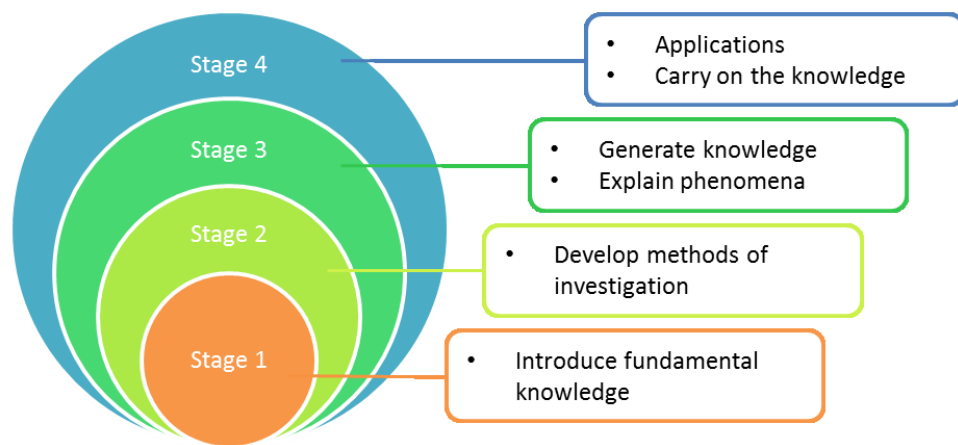 Stage 4
• Applications
• Carry on the knowledge
Stage 3
• Generate knowledge
• Explain phenomena
Stage 2
• Develop methods of
investigation
Stage 1
• Introduce fundamental
knowledge